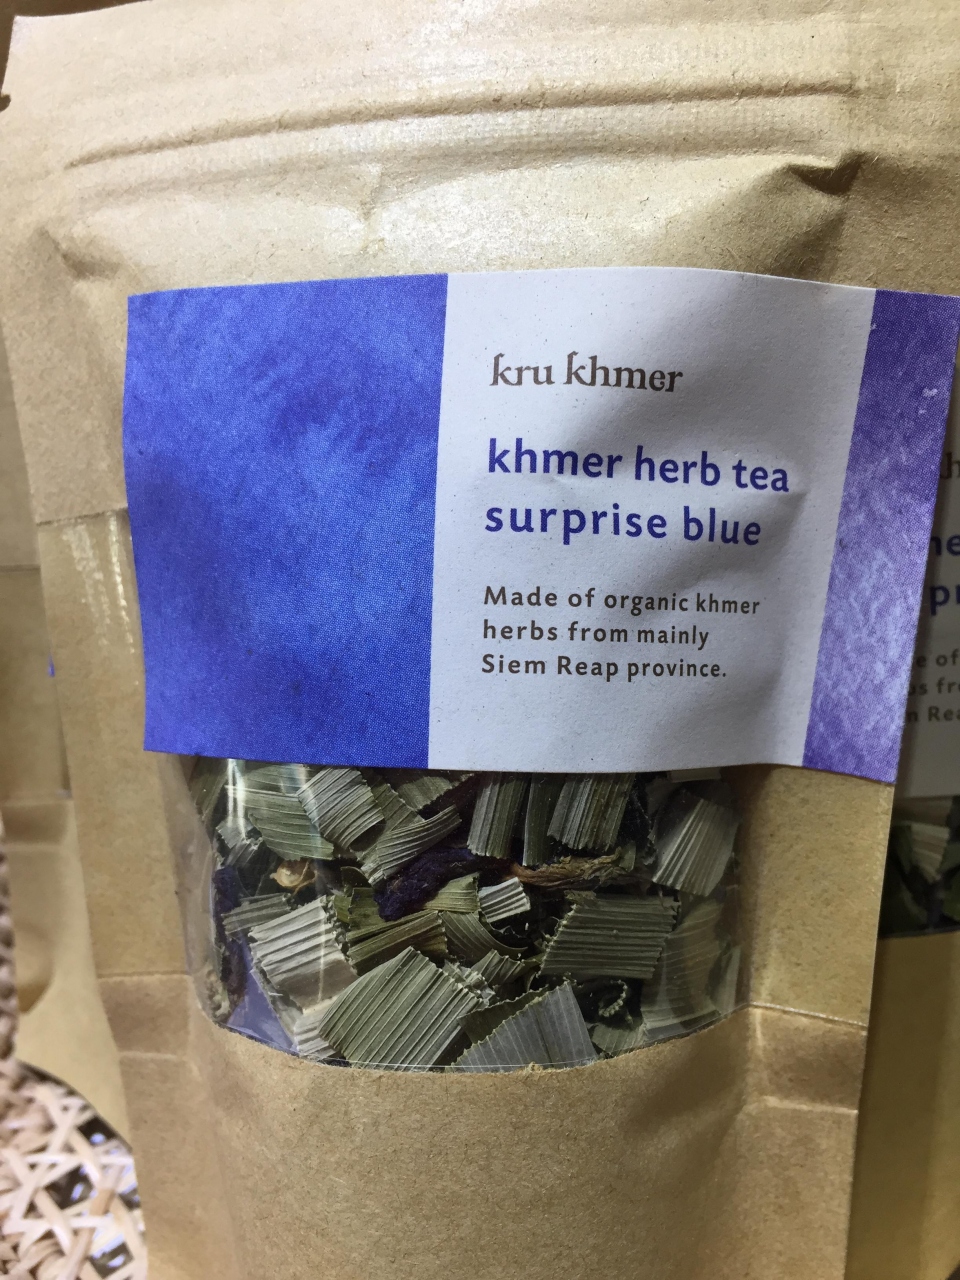 kru khmer
khmer herb tea
surprise blue
Made of organic khmer
herbs from mainly
Siem Reap province.